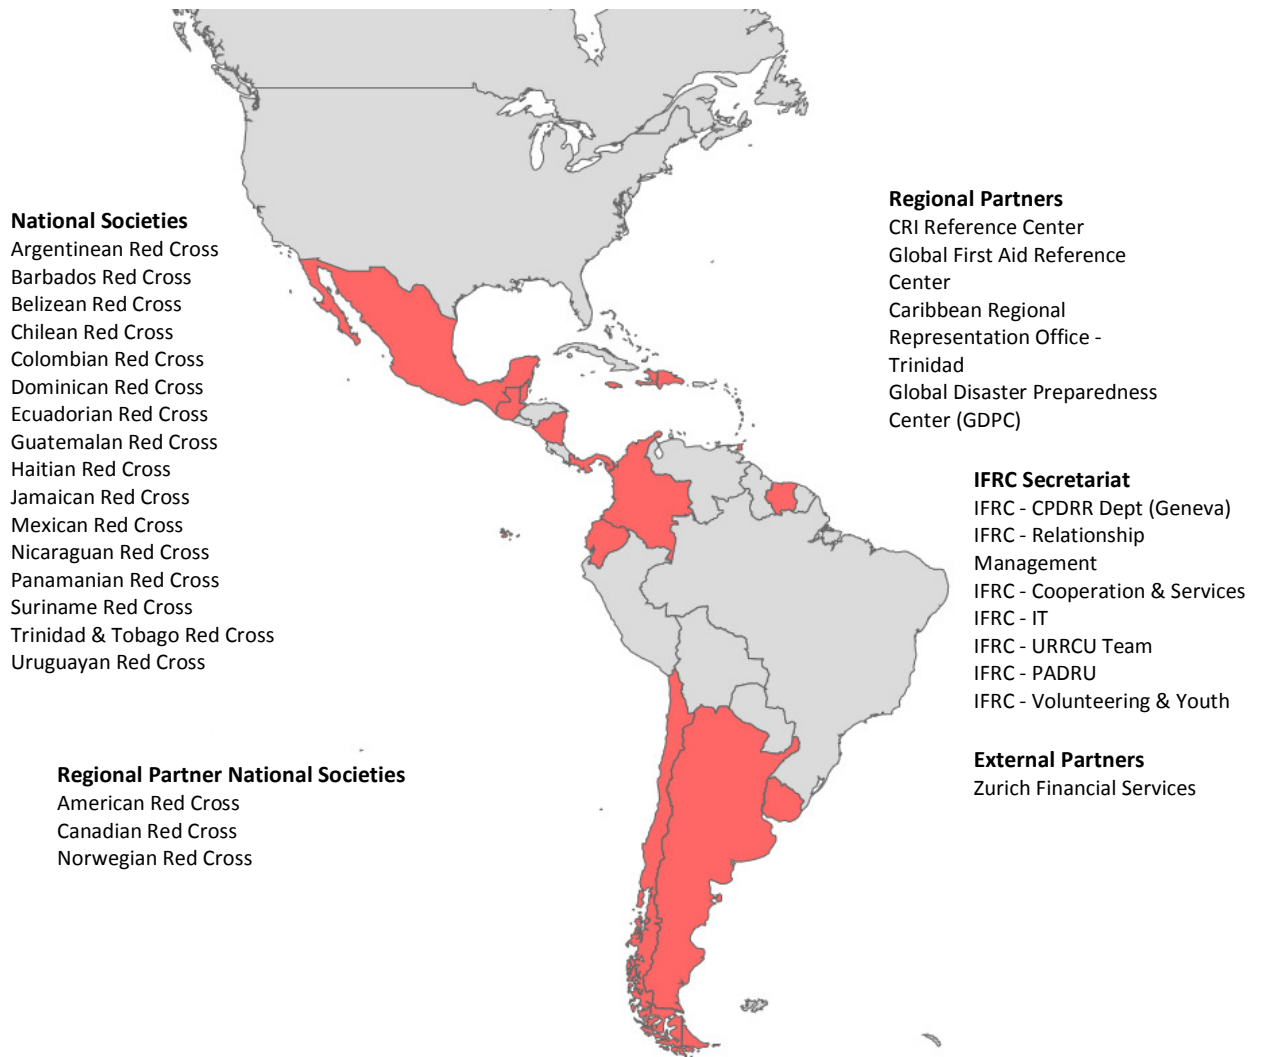 National Societies
Argentinean Red Cross
Barbados Red Cross
Belizean Red Cross
Chilean Red Cross
Colombian Red Cross
Dominican Red Cross
Ecuadorian Red Cross
Guatemalan Red Cross
Haitian Red Cross
Jamaican Red Cross
Mexican Red Cross
Nicaraguan Red Cross
Panamanian Red Cross
Suriname Red Cross
Trinidad & Tobago Red Cross
Uruguayan Red Cross
Regional Partner National Societies
American Red Cross
Canadian Red Cross
Norwegian Red Cross
Regional Partners
CRI Reference Center
Global First Aid Reference
Center
Caribbean Regional
Representation Office -
Trinidad
Global Disaster Preparedness
Center (GDPC)
IFRC Secretariat
IFRC - CPDRR Dept (Geneva)
IFRC - Relationship
Management
IFRC - Cooperation & Services
IFRC - IT
IFRC - URRCU Team
IFRC - PADRU
IFRC - Volunteering & Youth
External Partners
Zurich Financial Services